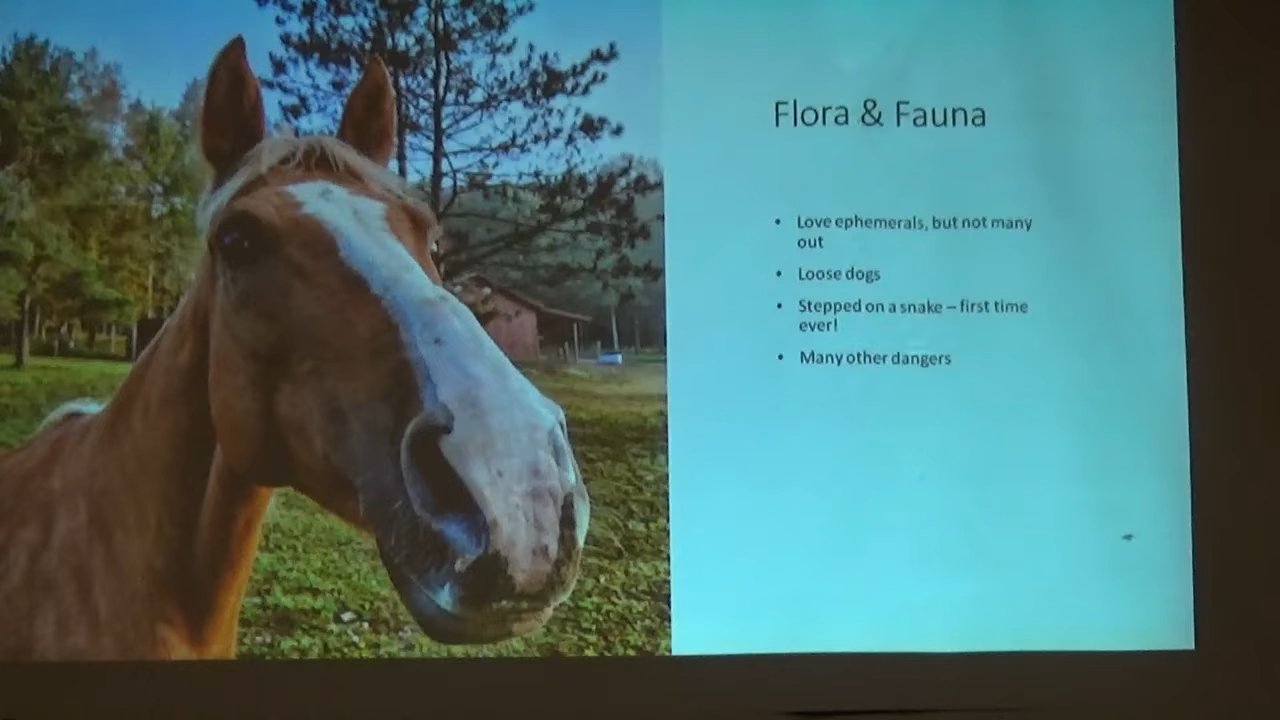 Flora & Fauna
• Love ephemerals, but not many
out
• Loose dogs
• Stepped on a snake – first time
ever!
• Many other dangers